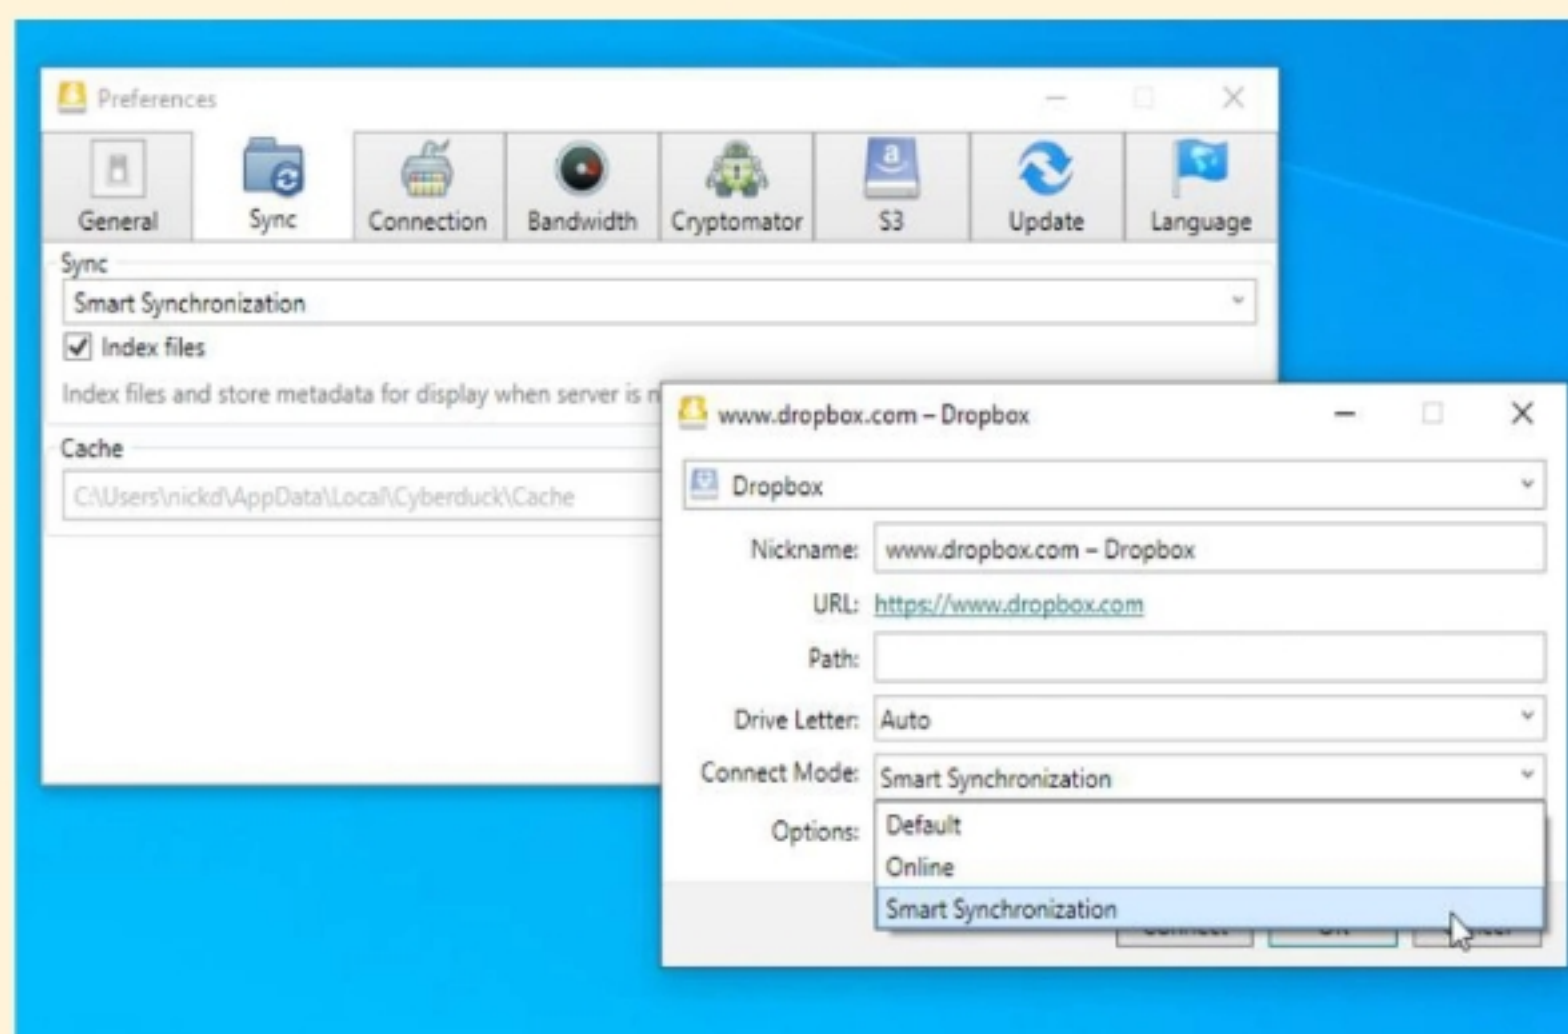 Preferences
General
Sync
Connection
Bandwidth
Cryptomator
a
S3
Update
Language
Sync
Smart Synchronization
Index files
Index files and store metadata for display when server is
Cache
C:\Users\nickd\AppData\Local\Cyberduck\Cache
www.dropbox.com – Dropbox
Dropbox
Nickname: www.dropbox.com – Dropbox
URL: https://www.dropbox.com
Path:
Drive Letter: Auto
Connect Mode: Smart Synchronization
Options:
Default
Online
Smart Synchronization